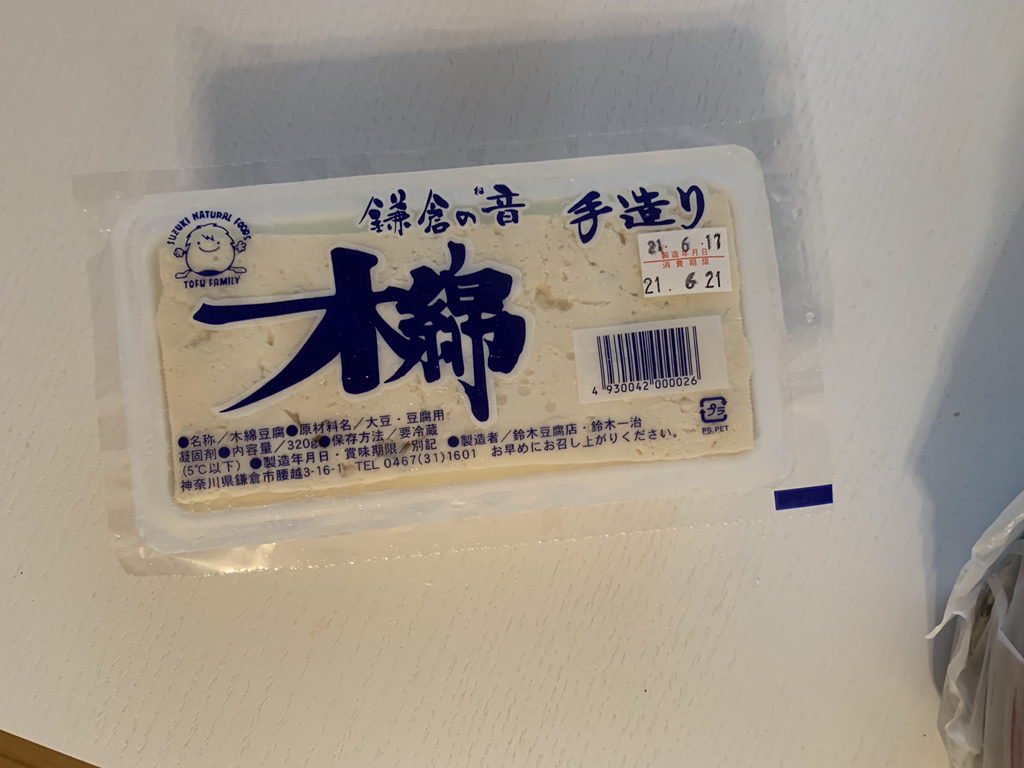 SUZUKI NATURAL FOODS
TOFU FAMILY
鎌倉の音 手造り
ね
木綿
21. 6. 17
製造年月日
消費期限
21. 6 21
4 930042 000026
プラ
PS.PET
●名称/木綿豆腐●原材料名/大豆・豆腐用
凝固剤●内容量/320g●保存方法/要冷蔵
(5℃以下)●製造年月日・賞味期限/別記 ●製造者/鈴木豆腐店・鈴木一治
神奈川県鎌倉市腰越3-16-1 TEL 0467(31)1601 お早めにお召し上がりください。